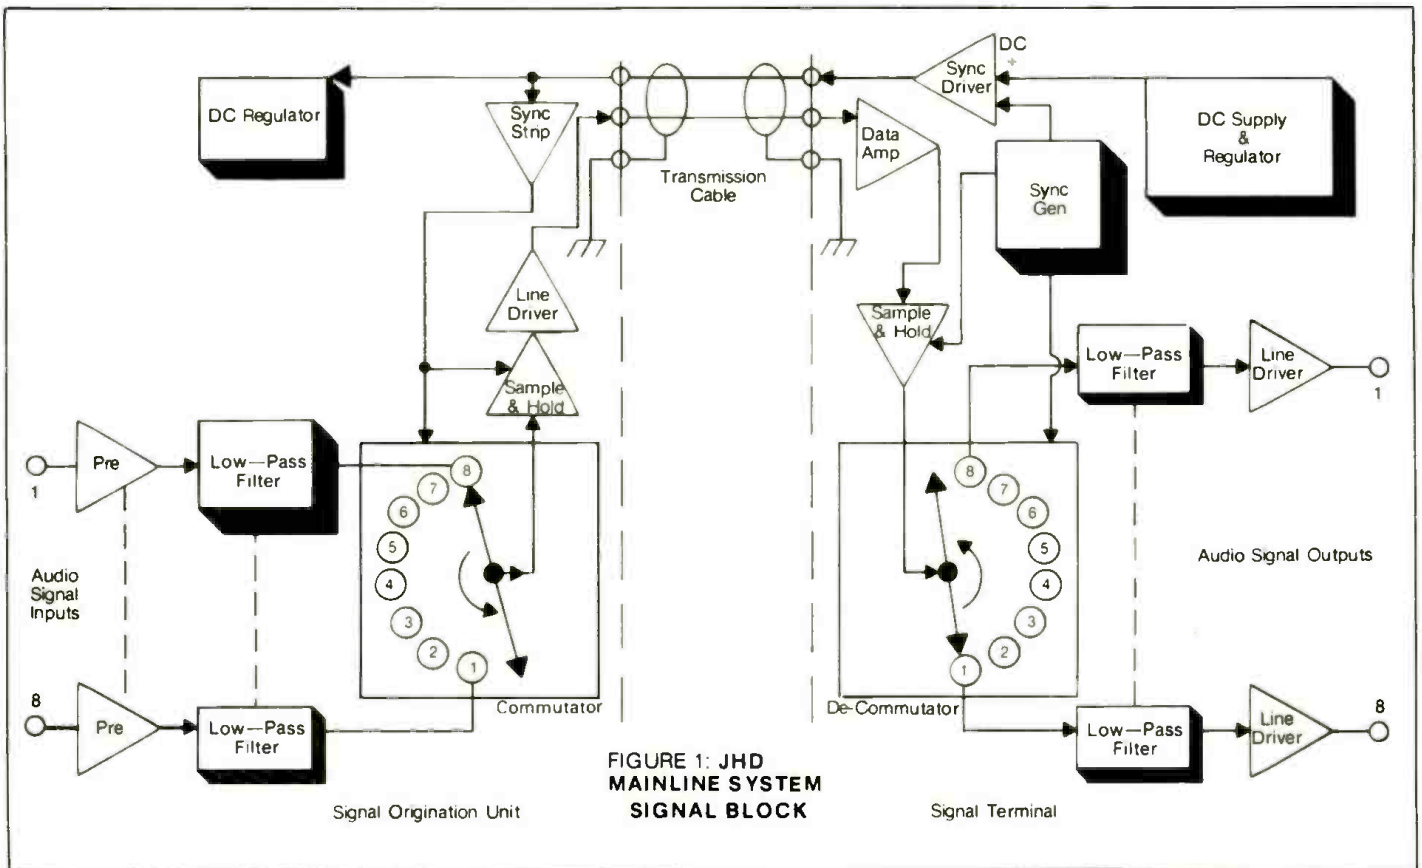 DC Regulator
Sync
Strip
Transmission
Cable
DC
+
Sync
Driver
Data
Amp
Sync
Gen
DC Supply
&
Regulator
Line
Driver
Sample
& Hold
Sample
& Hold
Low—Pass
Filter
Line
Driver
1
1
Pre
Low—Pass
Filter
8
7
6
5
4
3
2
1
Commutator
8
7
6
5
4
3
2
1
De-Commutator
Audio
Signal
Inputs
Audio Signal Outputs
8
Pre
Low—Pass
Filter
Low—Pass
Filter
Line
Driver
8
FIGURE 1: JHD
MAINLINE SYSTEM
SIGNAL BLOCK
Signal Origination Unit
Signal Terminal